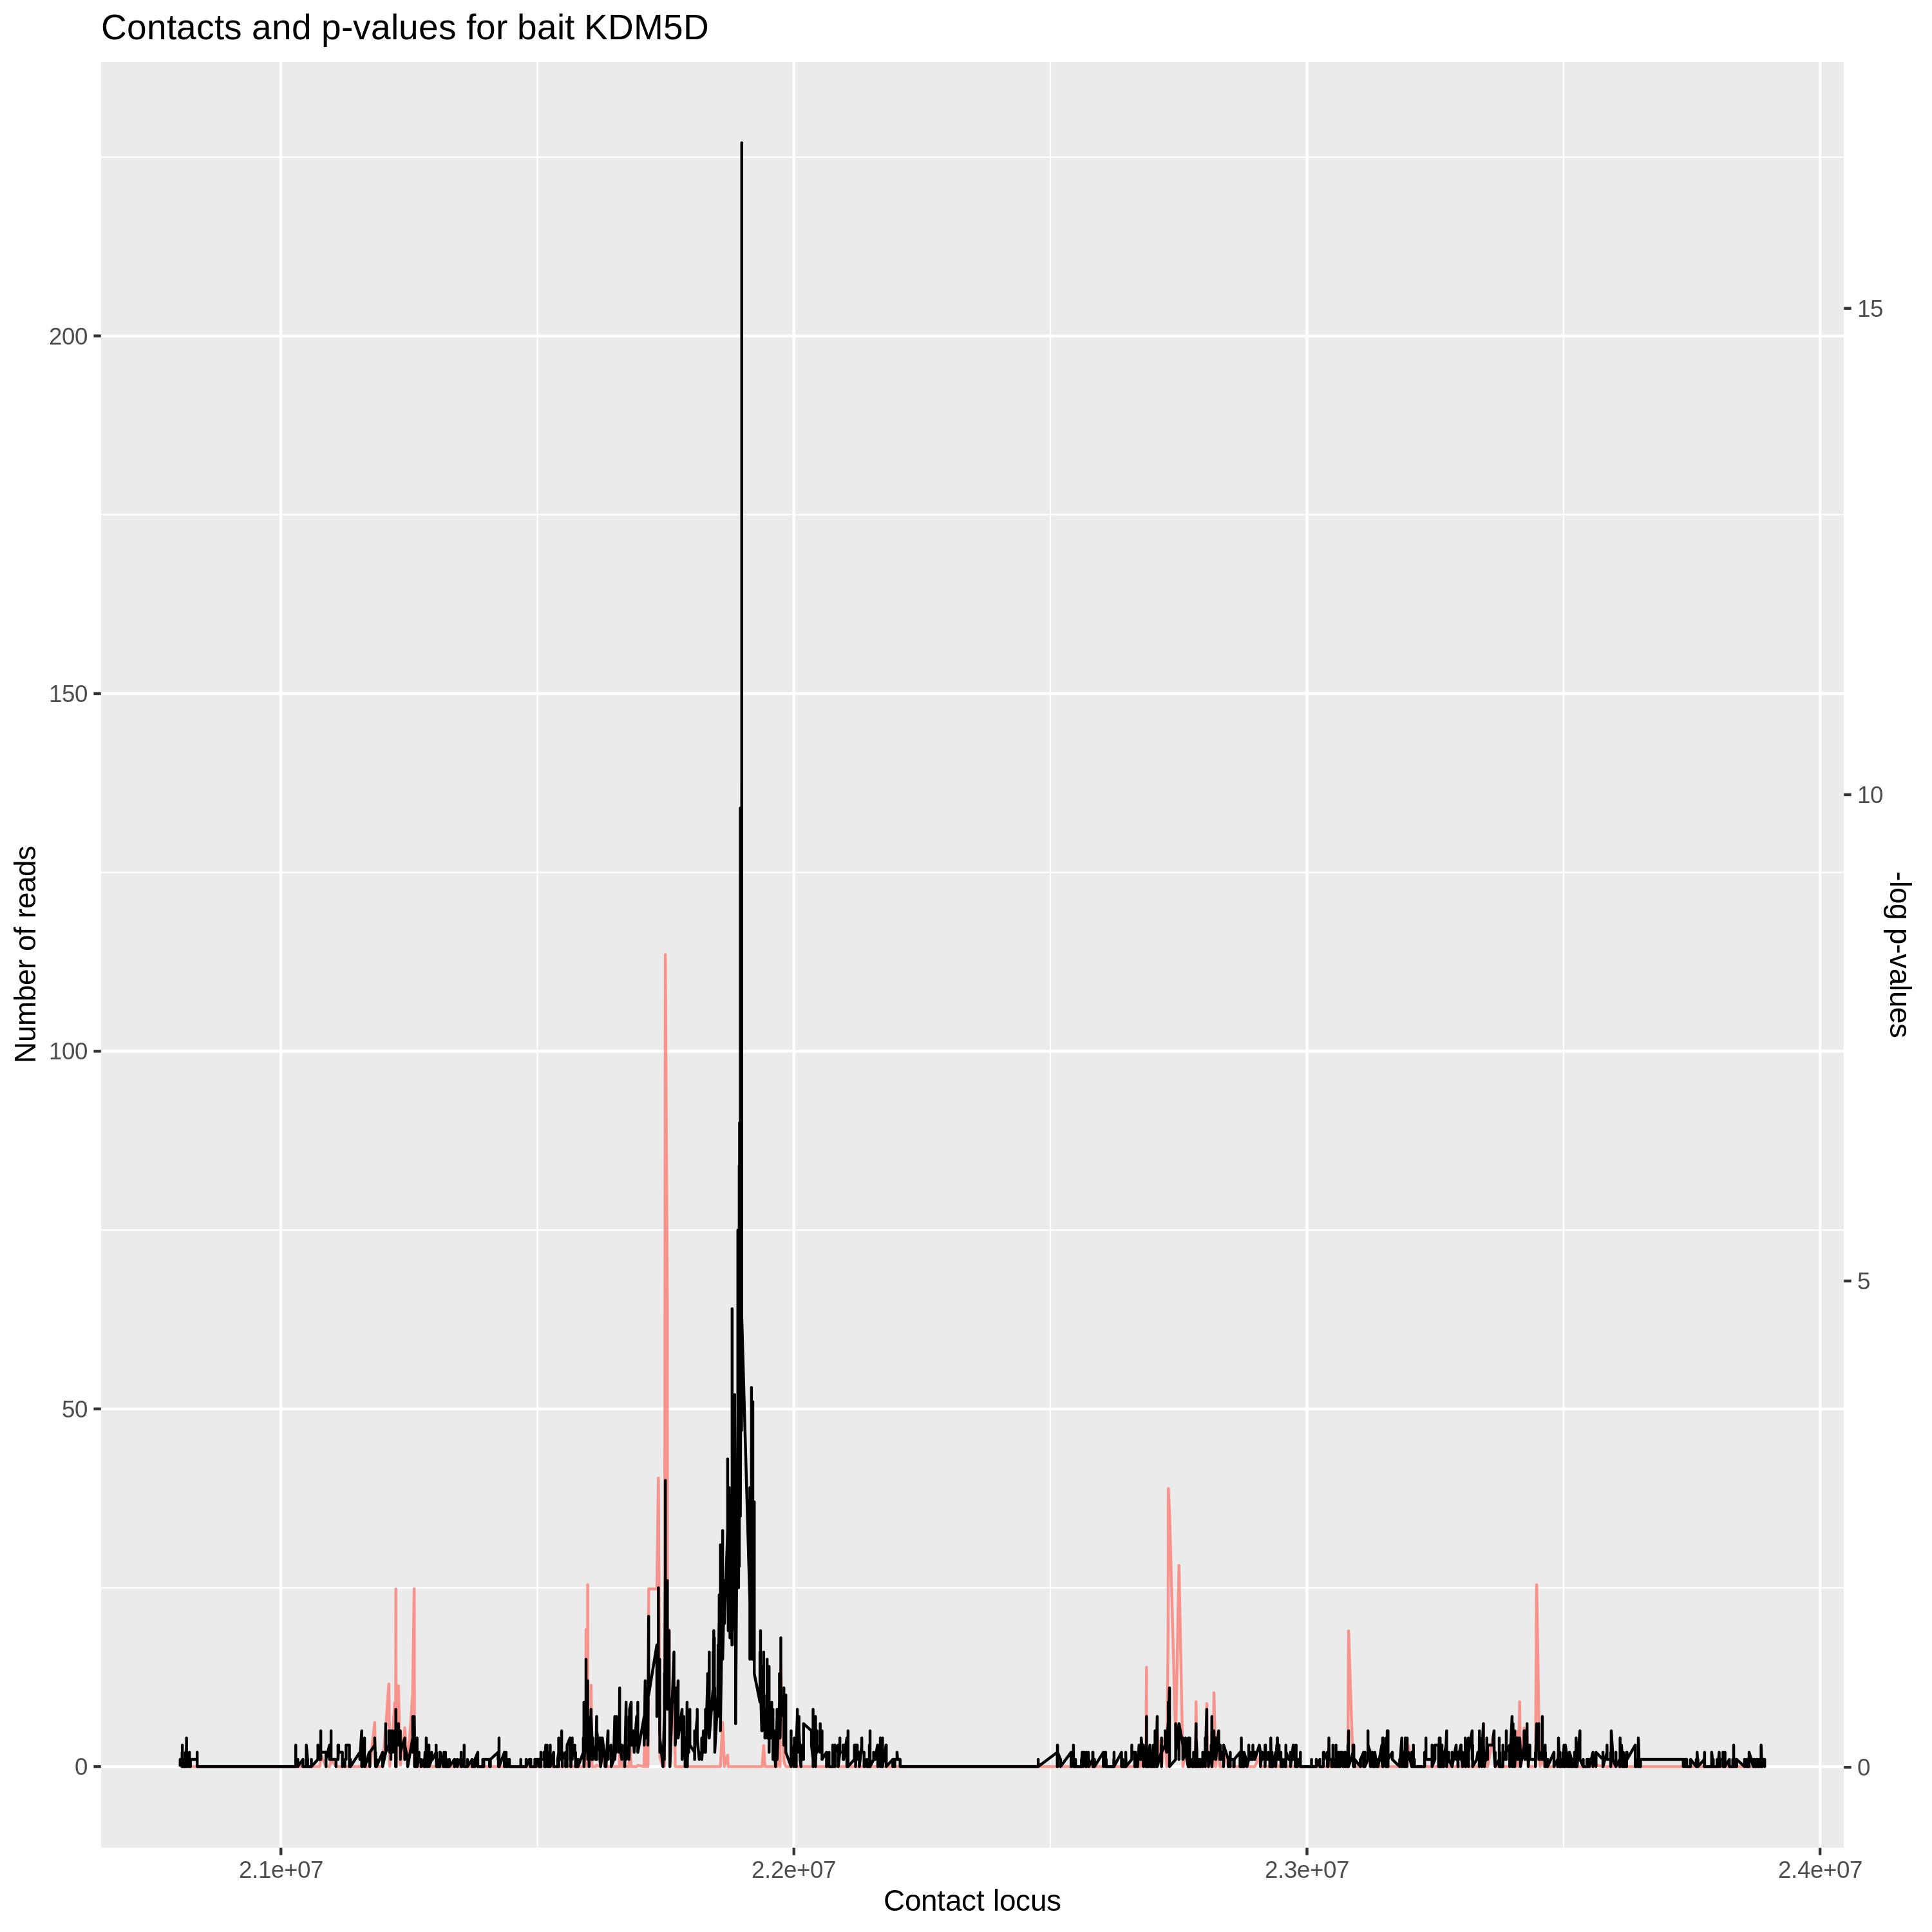 Contacts and p-values for bait KDM5D
200
150
100
50
0
Number of reads
15
10
5
0
-log p-values
2.1e+07 2.2e+07 2.3e+07 2.4e+07
Contact locus